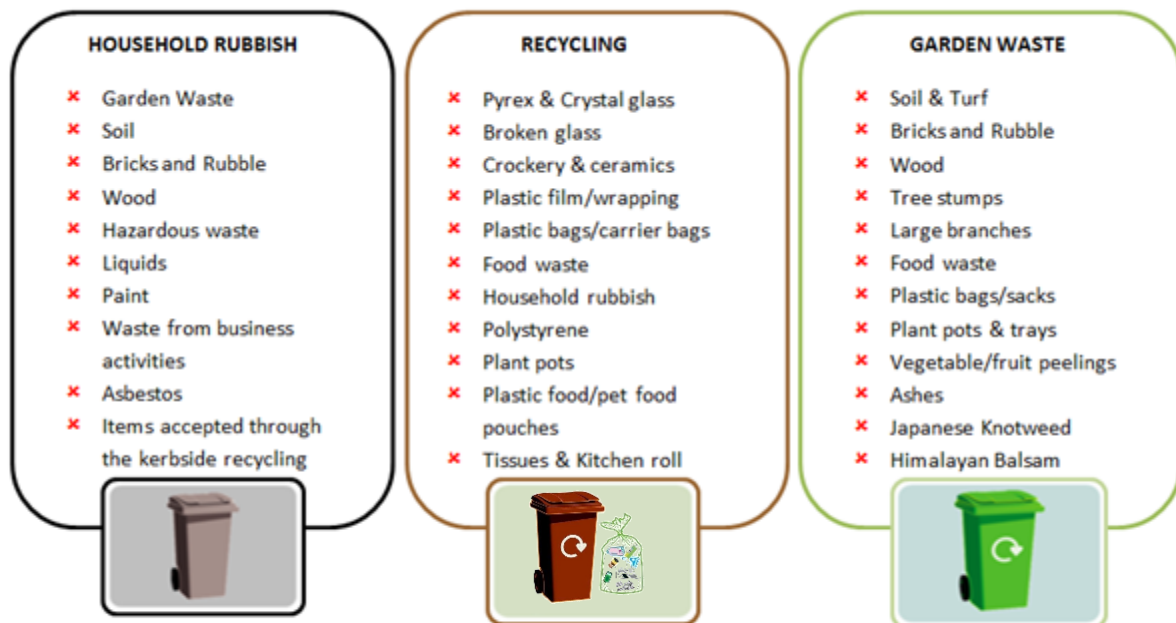 HOUSEHOLD RUBBISH
Garden Waste
Soil
Bricks and Rubble
Wood
Hazardous waste
Liquids
Paint
Waste from business
activities
Asbestos
Items accepted through
the kerbside recycling
RECYCLING
Pyrex & Crystal glass
Broken glass
Crockery & ceramics
Plastic film/wrapping
Plastic bags/carrier bags
Food waste
Household rubbish
Polystyrene
Plant pots
Plastic food/pet food
pouches
Tissues & Kitchen roll
GARDEN WASTE
Soil & Turf
Bricks and Rubble
Wood
Tree stumps
Large branches
Food waste
Plastic bags/sacks
Plant pots & trays
Vegetable/fruit peelings
Ashes
Japanese Knotweed
Himalayan Balsam